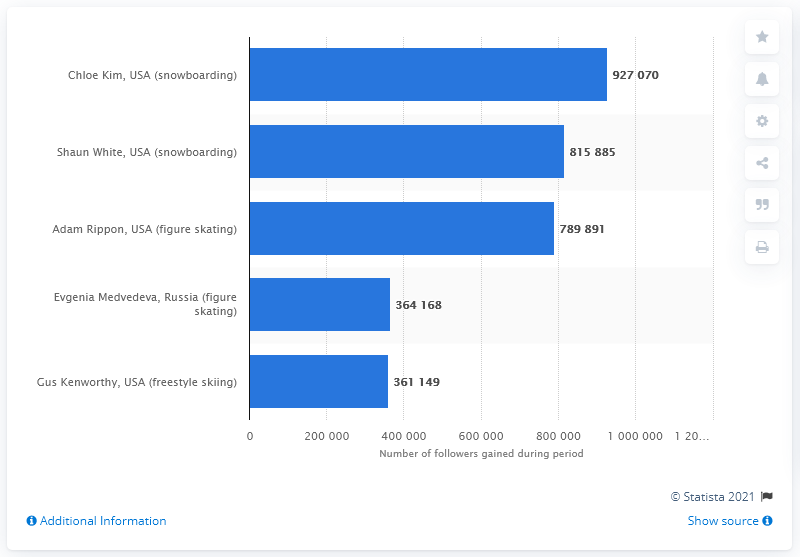 Chloe Kim, USA (snowboarding)
927 070
Shaun White, USA (snowboarding)
815 885
Adam Rippon, USA (figure skating)
789 891
Evgenia Medvedeva, Russia (figure
skating)
364 168
Gus Kenworthy, USA (freestyle skiing)
361 149
0 200 000 400 000 600 000 800 000 1 000 000 1 20...
Number of followers gained during period
© Statista 2021
Additional Information
Show source